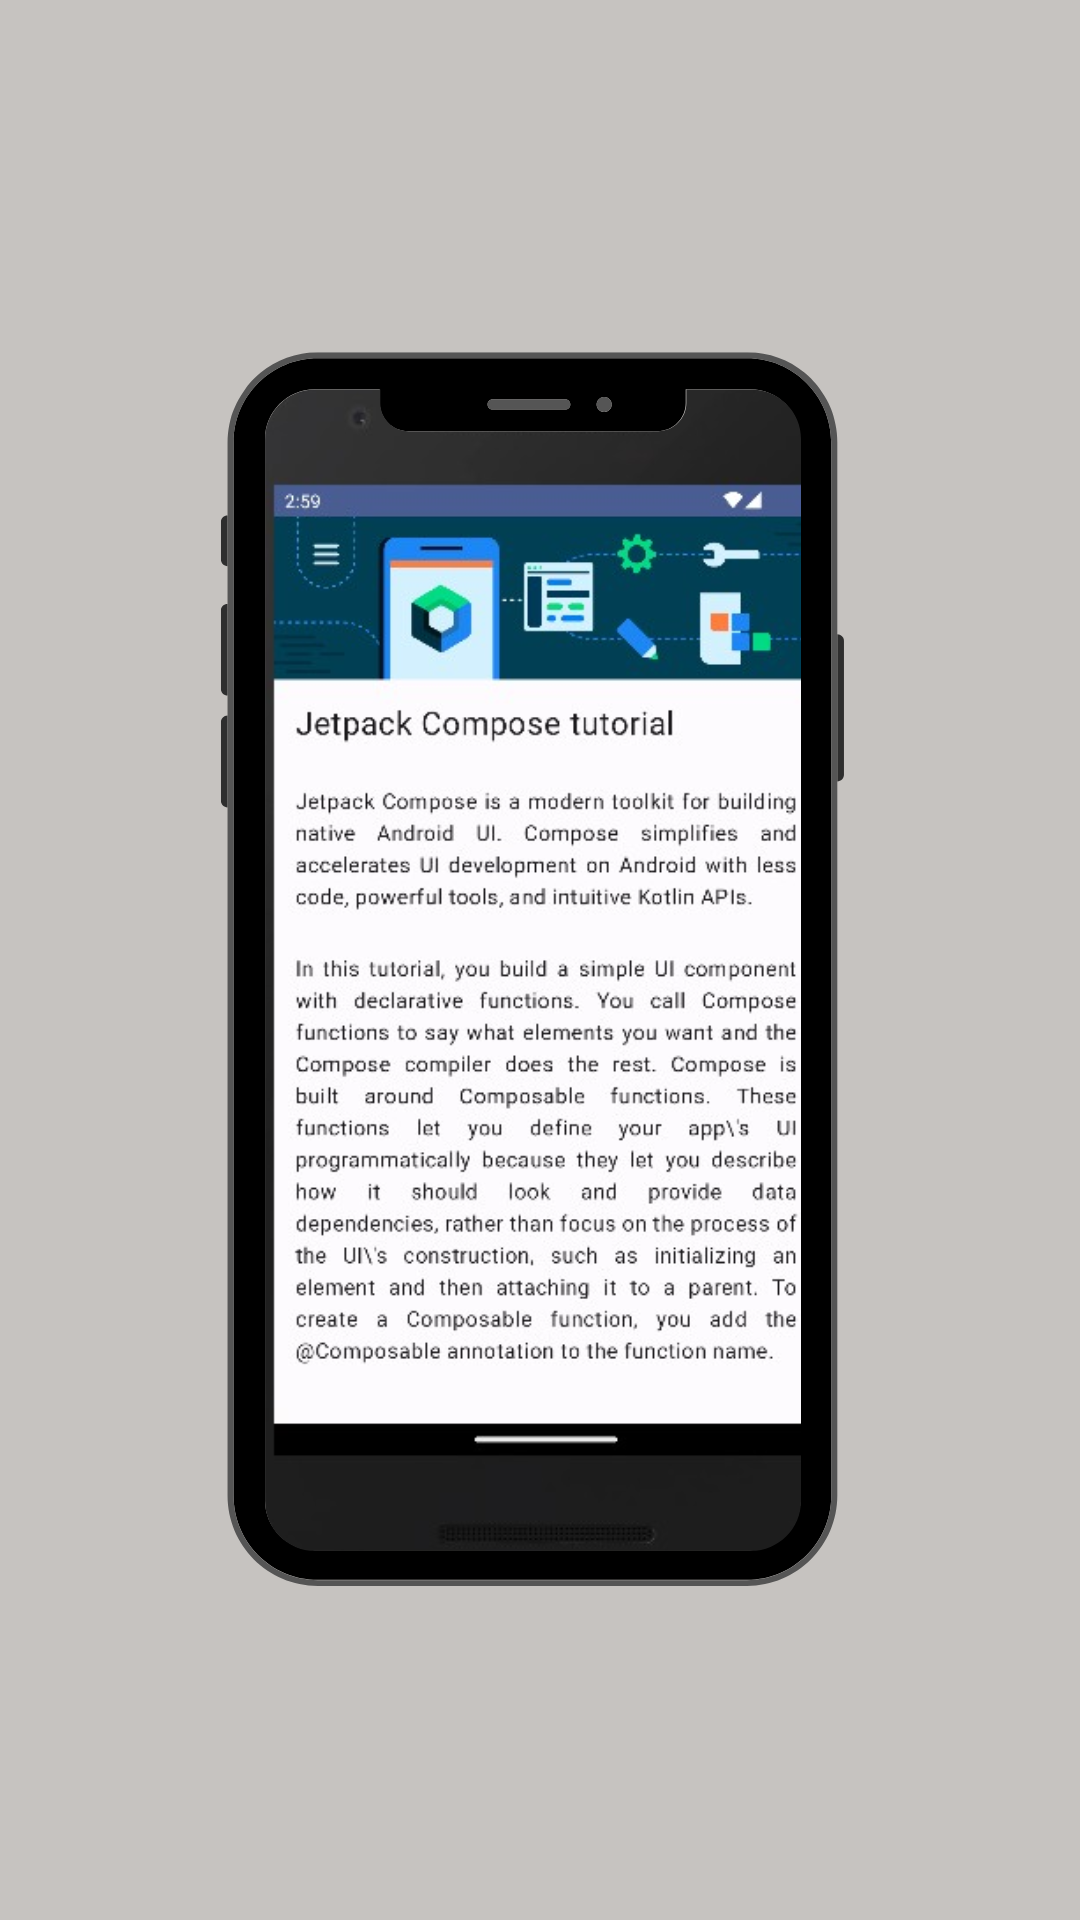 2:59
Jetpack Compose tutorial
Jetpack Compose is a modern toolkit for building
native Android UI. Compose simplifies and
accelerates UI development on Android with less
code, powerful tools, and intuitive Kotlin APIs.
In this tutorial, you build a simple UI component
with declarative functions. You call Compose
functions to say what elements you want and the
Compose compiler does the rest. Compose is
built around Composable functions. These
functions let you define your app\'s UI
programmatically because they let you describe
how it should look and provide data
dependencies, rather than focus on the process of
the UI\'s construction, such as initializing an
element and then attaching it to a parent. To
create a Composable function, you add the
@Composable annotation to the function name.